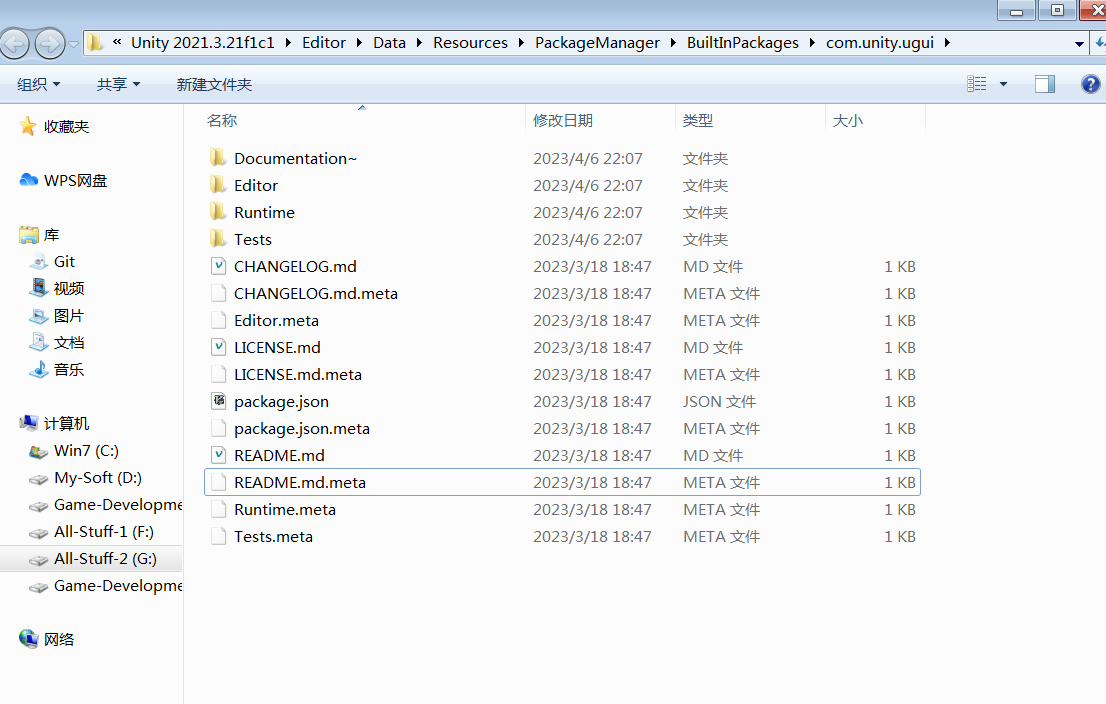 « Unity 2021.3.21f1c1 Editor Data Resources PackageManager BuiltInPackages com.unity.ugui
组织 共享 新建文件夹
名称 修改日期 类型 大小
收藏夹
WPS网盘
库
Git
视频
图片
文档
音乐
计算机
Win7 (C:)
My-Soft (D:)
Game-Developme
All-Stuff-1 (F:)
All-Stuff-2 (G:)
Game-Developme
网络
Documentation~ 2023/4/6 22:07 文件夹
Editor 2023/4/6 22:07 文件夹
Runtime 2023/4/6 22:07 文件夹
Tests 2023/4/6 22:07 文件夹
CHANGELOG.md 2023/3/18 18:47 MD 文件 1 KB
CHANGELOG.md.meta 2023/3/18 18:47 META 文件 1 KB
Editor.meta 2023/3/18 18:47 META 文件 1 KB
LICENSE.md 2023/3/18 18:47 MD 文件 1 KB
LICENSE.md.meta 2023/3/18 18:47 META 文件 1 KB
package.json 2023/3/18 18:47 JSON 文件 1 KB
package.json.meta 2023/3/18 18:47 META 文件 1 KB
README.md 2023/3/18 18:47 MD 文件 1 KB
README.md.meta 2023/3/18 18:47 META 文件 1 KB
Runtime.meta 2023/3/18 18:47 META 文件 1 KB
Tests.meta 2023/3/18 18:47 META 文件 1 KB